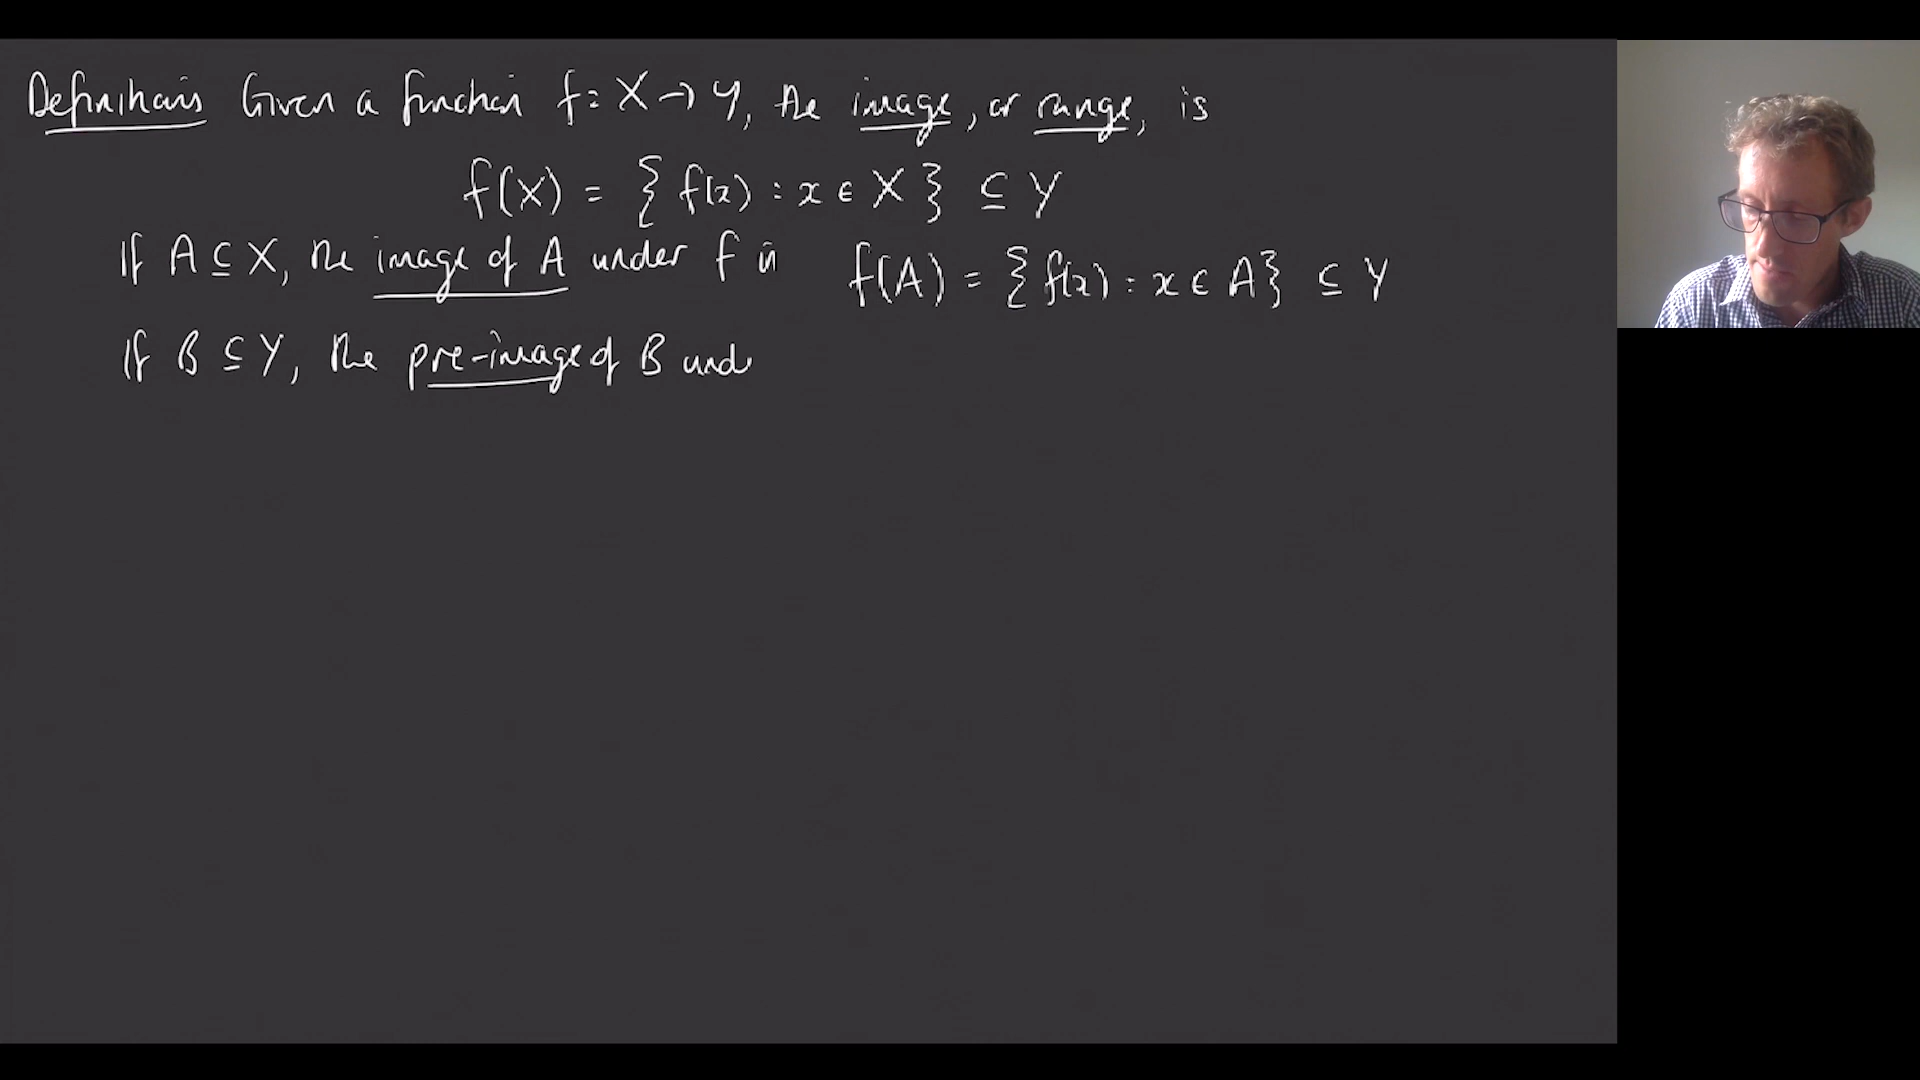 Definitions Given a function f: X → Y, the image, or range, is
f(X) = { f(x) : x ∈ X } ⊆ Y
If A ⊆ X, the image of A under f is f(A) = { f(x) : x ∈ A } ⊆ Y
If B ⊆ Y, the pre-image of B unde